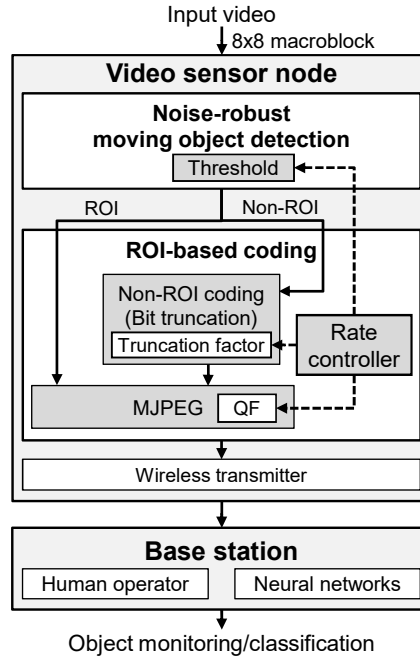 Input video
8x8 macroblock
Video sensor node
Noise-robust
moving object detection
Threshold
ROI
Non-ROI
ROI-based coding
Non-ROI coding
(Bit truncation)
Truncation factor
Rate
controller
MJPEG
QF
Wireless transmitter
Base station
Human operator
Neural networks
Object monitoring/classification